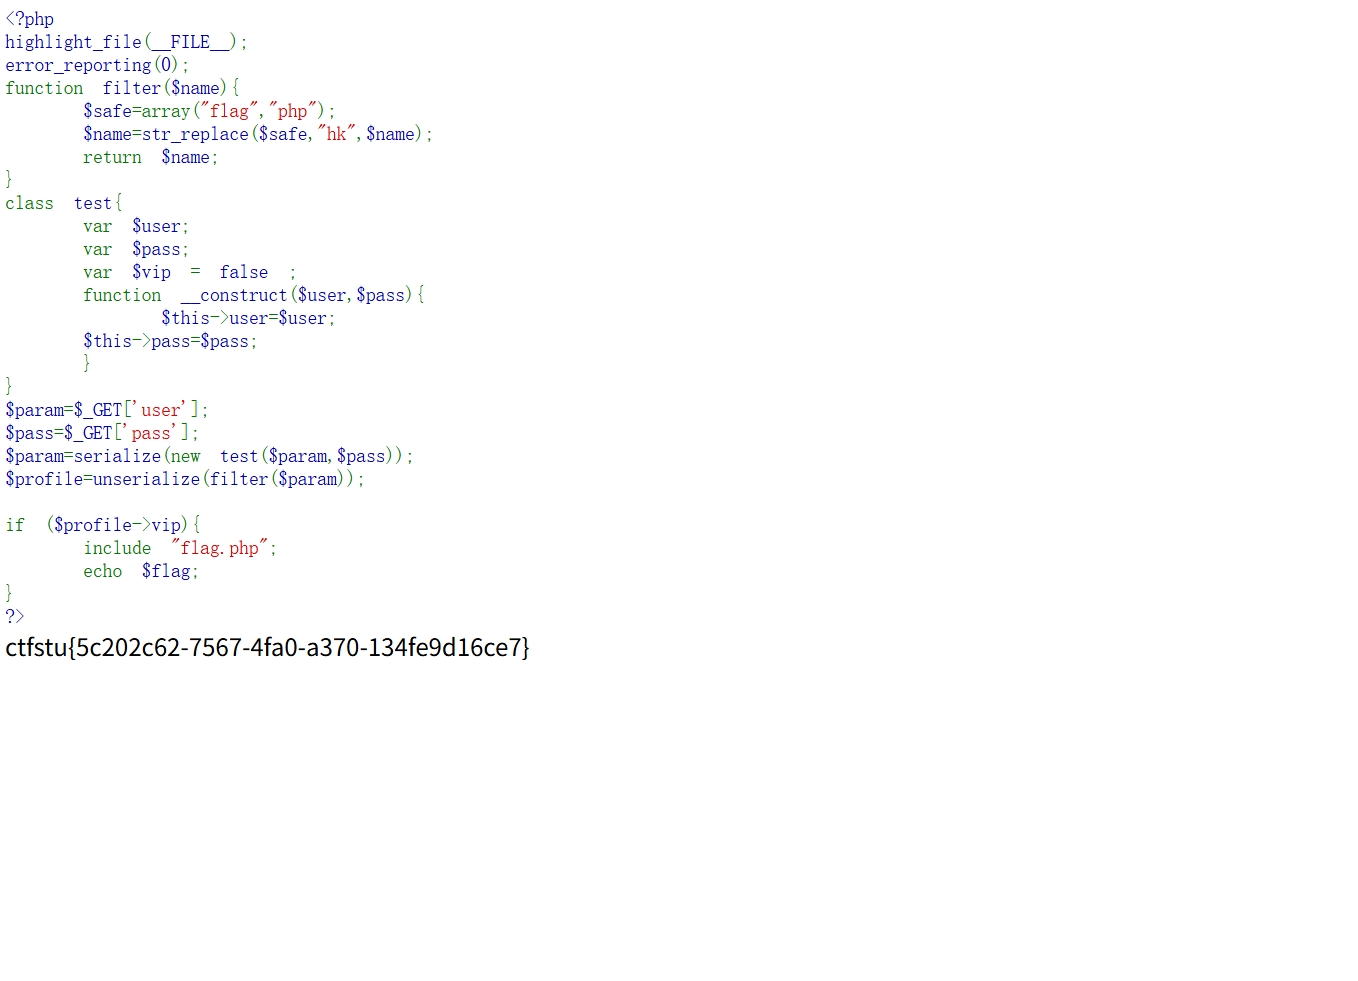 <?php
highlight_file(__FILE__);
error_reporting(0);
function  filter($name){
        $safe=array("flag","php");
        $name=str_replace($safe,"hk",$name);
        return  $name;
}
class  test{
        var  $user;
        var  $pass;
        var  $vip  =  false  ;
        function  __construct($user,$pass){
                $this->user=$user;
        $this->pass=$pass;
        }
}
$param=$_GET['user'];
$pass=$_GET['pass'];
$param=serialize(new  test($param,$pass));
$profile=unserialize(filter($param));

if  ($profile->vip){
        include  "flag.php";
        echo  $flag;
}
?>
ctfstu{5c202c62-7567-4fa0-a370-134fe9d16ce7}